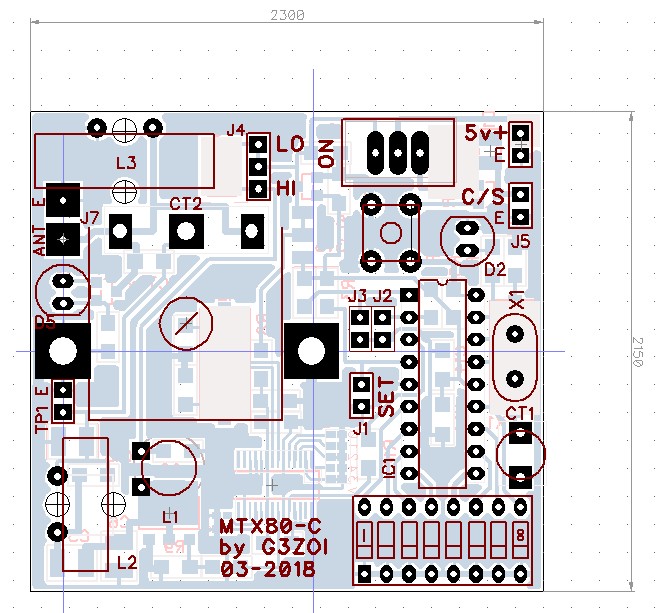 2300
J4
LO
HI
L3
ON
5v+
E
C/S
E
J5
E
ANT
J7
CT2
D2
D5
J3 J2
X1
2150
E
TP1
SET
J1
CT1
IC1
L1
L2
MTX80-C
by G3ZOI
03-2018
1
8